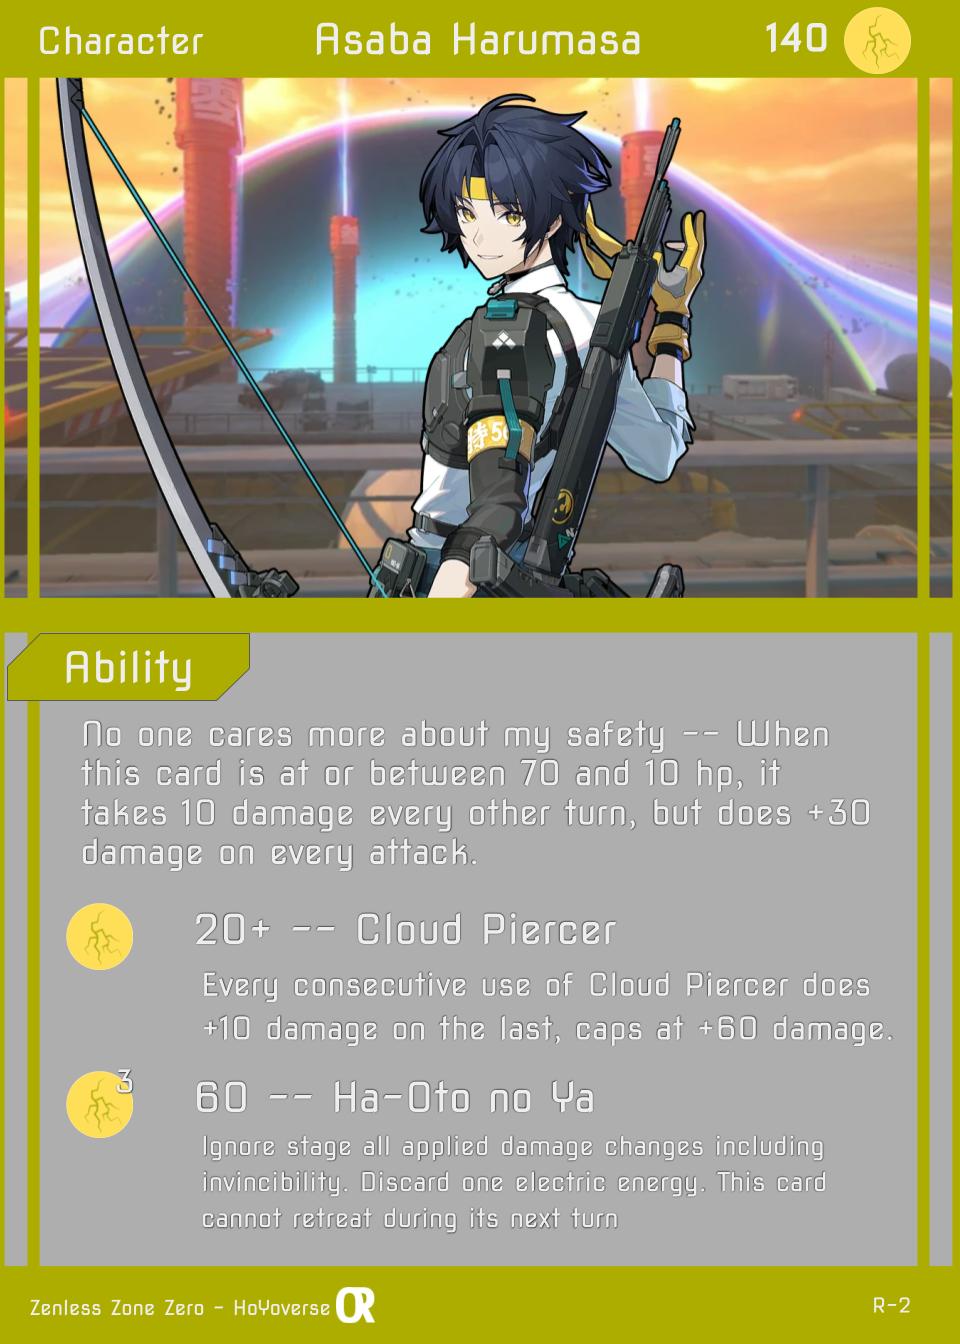 Character Asaba Harumasa 140
特56
Ability
No one cares more about my safety -- When
this card is at or between 70 and 10 hp, it
takes 10 damage every other turn, but does +30
damage on every attack.
20+ -- Cloud Piercer
Every consecutive use of Cloud Piercer does
+10 damage on the last, caps at +60 damage.
3
60 -- Ha-Oto no Ya
Ignore stage all applied damage changes including
invincibility. Discard one electric energy. This card
cannot retreat during its next turn
Zenless Zone Zero - HoYoverse OR R-2